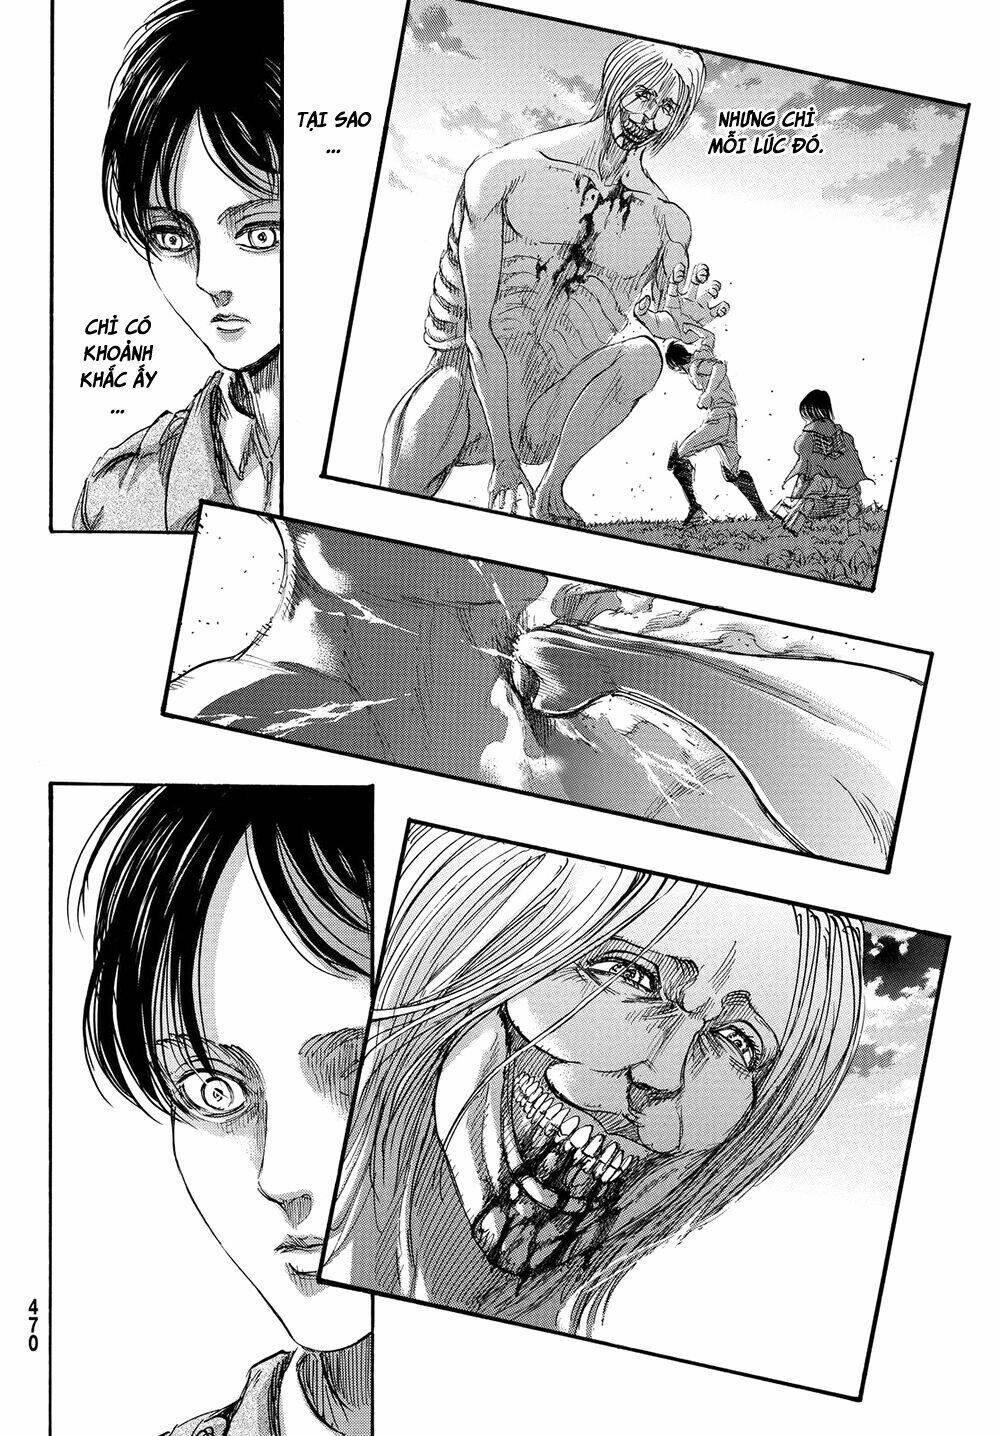 NHƯNG CHỈ
MỖI LÚC ĐÓ.
TẠI SAO
...
CHỈ CÓ
KHOẢNH
KHẮC ẤY
...
470